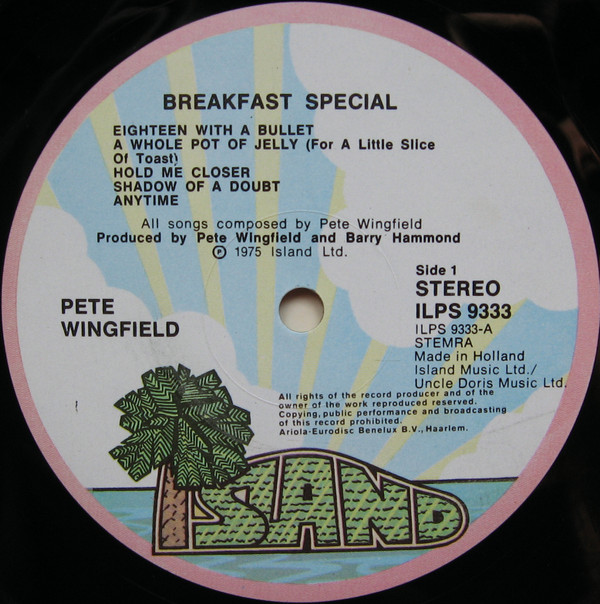 BREAKFAST SPECIAL
EIGHTEEN WITH A BULLET
A WHOLE POT OF JELLY (For A Little Slice
Of Toast)
HOLD ME CLOSER
SHADOW OF A DOUBT
ANYTIME
All songs composed by Pete Wingfield
Produced by Pete Wingfield and Barry Hammond
℗ 1975 Island Ltd.
PETE
WINGFIELD
Side 1
STEREO
ILPS 9333
ILPS 9333-A
STEMRA
Made in Holland
Island Music Ltd./
Uncle Doris Music Ltd.
All rights of the record producer and of the
owner of the work reproduced reserved.
Copying, public performance and broadcasting
of this record prohibited.
Ariola-Eurodisc Benelux B.V., Haarlem.
ISLAND